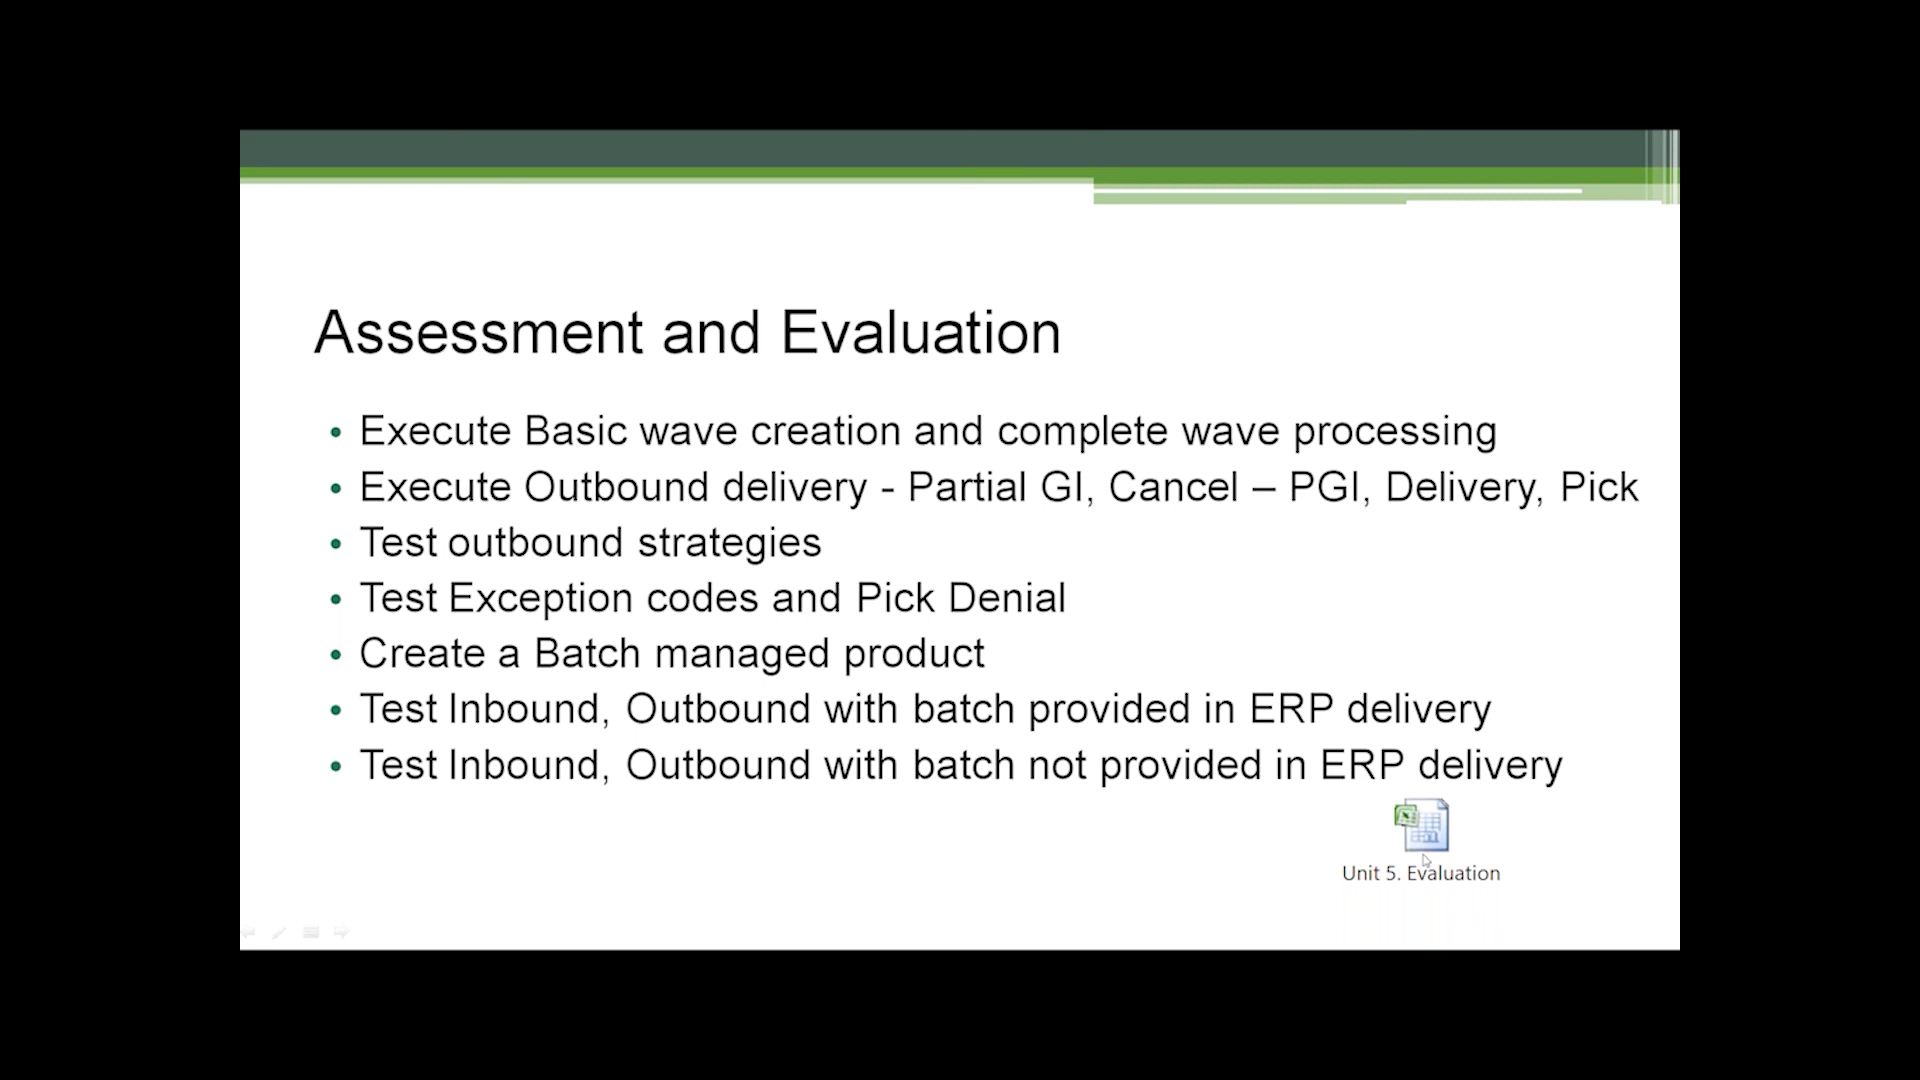 Assessment and Evaluation
• Execute Basic wave creation and complete wave processing
• Execute Outbound delivery - Partial GI, Cancel – PGI, Delivery, Pick
• Test outbound strategies
• Test Exception codes and Pick Denial
• Create a Batch managed product
• Test Inbound, Outbound with batch provided in ERP delivery
• Test Inbound, Outbound with batch not provided in ERP delivery
Unit 5. Evaluation